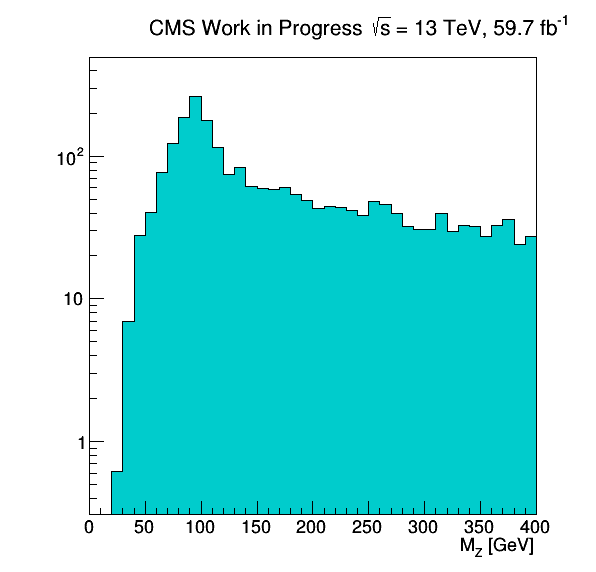 CMS Work in Progress √s = 13 TeV, 59.7 fb⁻¹
10²
10
1
0 50 100 150 200 250 300 350 400
M_Z [GeV]